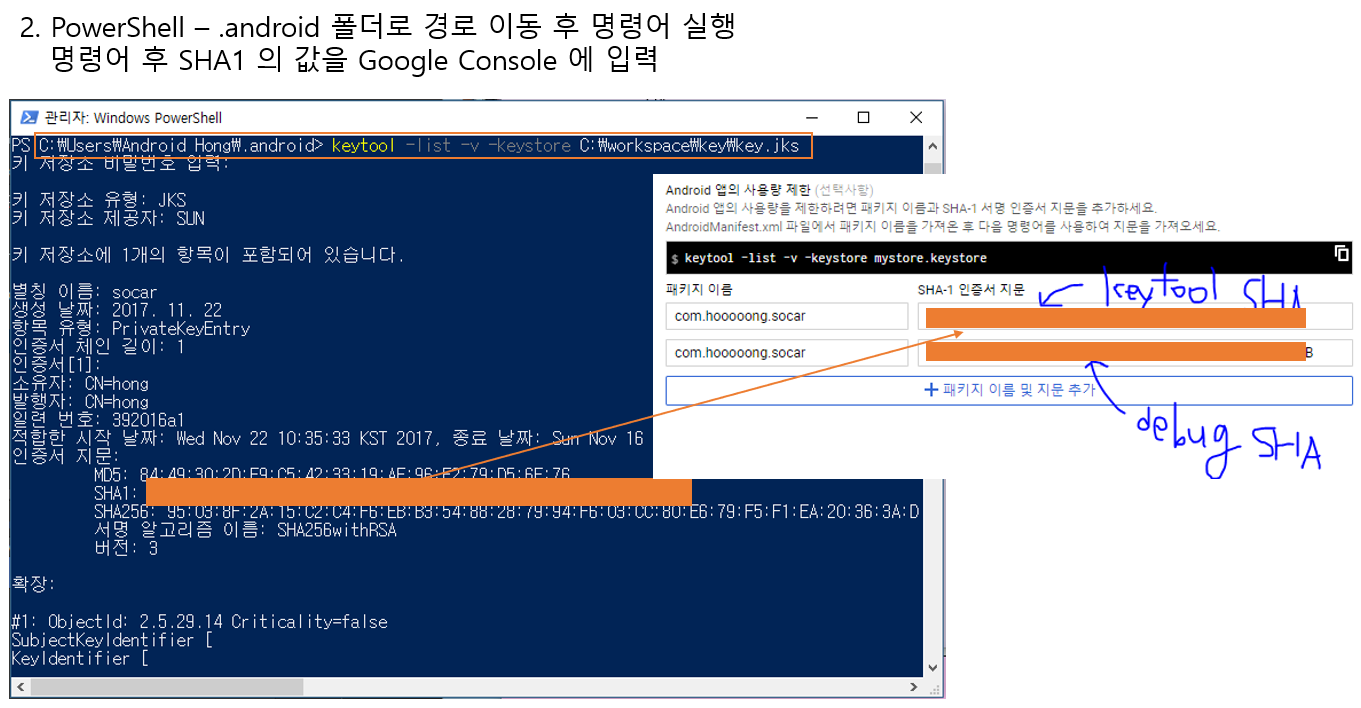 2. PowerShell – .android 폴더로 경로 이동 후 명령어 실행
명령어 후 SHA1 의 값을 Google Console 에 입력
관리자: Windows PowerShell
PS C:\Users\Android Hong\.android> keytool -list -v -keystore C:\workspace\key\key.jks
키 저장소 비밀번호 입력:
키 저장소 유형: JKS
키 저장소 제공자: SUN
키 저장소에 1개의 항목이 포함되어 있습니다.
별칭 이름: socar
생성 날짜: 2017. 11. 22
항목 유형: PrivateKeyEntry
인증서 체인 길이: 1
인증서[1]:
소유자: CN=hong
발행자: CN=hong
일련 번호: 392016a1
적합한 시작 날짜: Wed Nov 22 10:35:33 KST 2017, 종료 날짜: Sun Nov 16
인증서 지문:
MD5: 84:49:30:2D:E9:C5:42:33:19:AE:96:F2:79:D5:6E:76
SHA1:
SHA256: 95:03:8F:2A:15:C2:C4:F6:EB:B3:54:88:28:79:94:F6:03:CC:80:E6:79:F5:F1:EA:20:36:3A:D
서명 알고리즘 이름: SHA256withRSA
버전: 3
확장:
#1: ObjectId: 2.5.29.14 Criticality=false
SubjectKeyIdentifier [
KeyIdentifier [
Android 앱의 사용량 제한 (선택사항)
Android 앱의 사용량을 제한하려면 패키지 이름과 SHA-1 서명 인증서 지문을 추가하세요.
AndroidManifest.xml 파일에서 패키지 이름을 가져온 후 다음 명령어를 사용하여 지문을 가져오세요.
$ keytool -list -v -keystore mystore.keystore
패키지 이름 SHA-1 인증서 지문
keytool SHA
com.hooooong.socar
com.hooooong.socar B
+ 패키지 이름 및 지문 추가
debug SHA